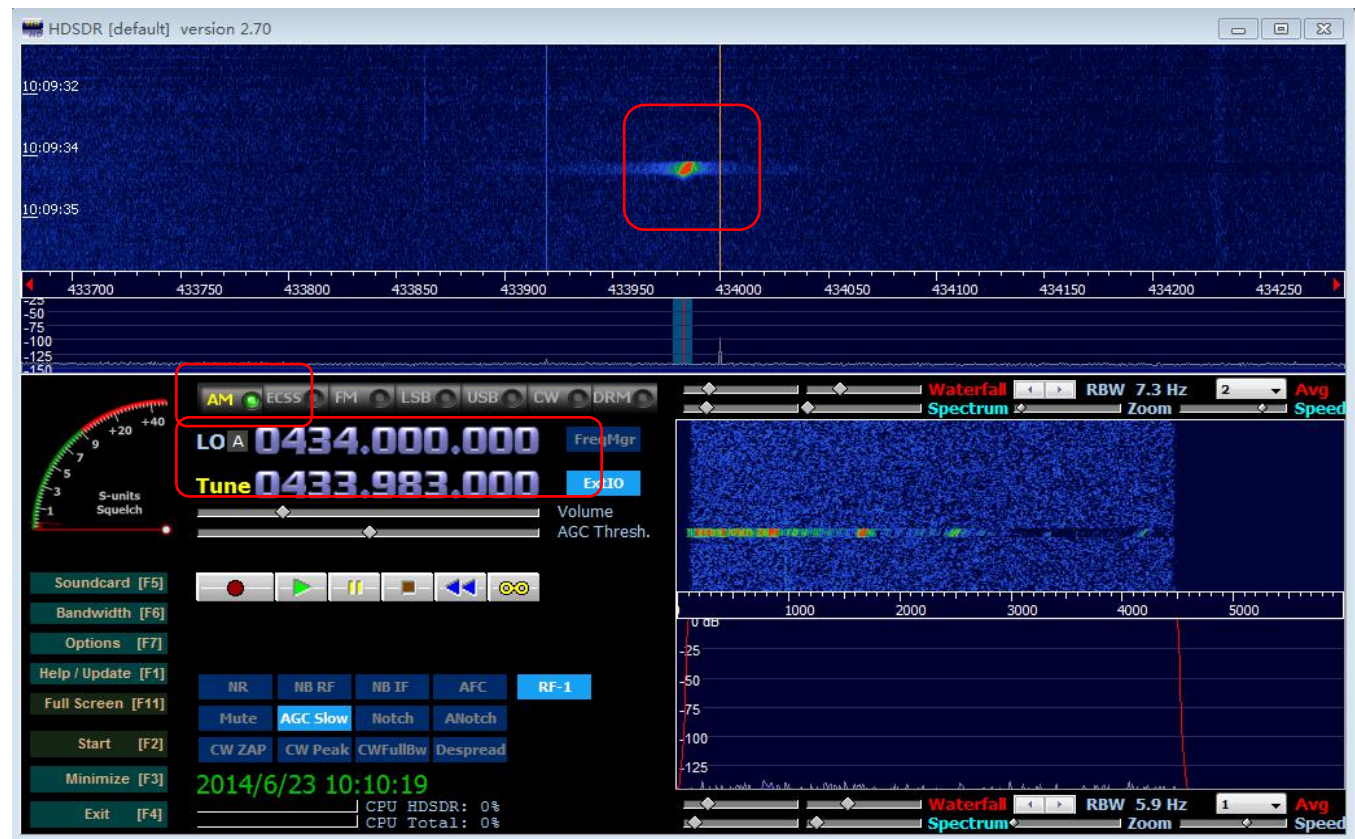 HDSDR [default] version 2.70
10:09:32
10:09:34
10:09:35
433700 433750 433800 433850 433900 433950 434000 434050 434100 434150 434200 434250
-25
-50
-75
-100
-125
-150
AM ECSS FM LSB USB CW DRM
LO A 0434.000.000 FreqMgr
Tune 0433.983.000 ExtIO
Volume
AGC Thresh.
1 3 5 7 9 +20 +40
S-units
Squelch
Soundcard [F5]
Bandwidth [F6]
Options [F7]
Help / Update [F1]
Full Screen [F11]
Start [F2]
Minimize [F3]
Exit [F4]
NR NB RF NB IF AFC RF-1
Mute AGC Slow Notch ANotch
CW ZAP CW Peak CWFullBw Despread
2014/6/23 10:10:19
CPU HDSDR: 0%
CPU Total: 0%
Waterfall RBW 7.3 Hz 2 Avg
Spectrum Zoom Speed
1000 2000 3000 4000 5000
0 dB
-25
-50
-75
-100
-125
Waterfall RBW 5.9 Hz 1 Avg
Spectrum Zoom Speed